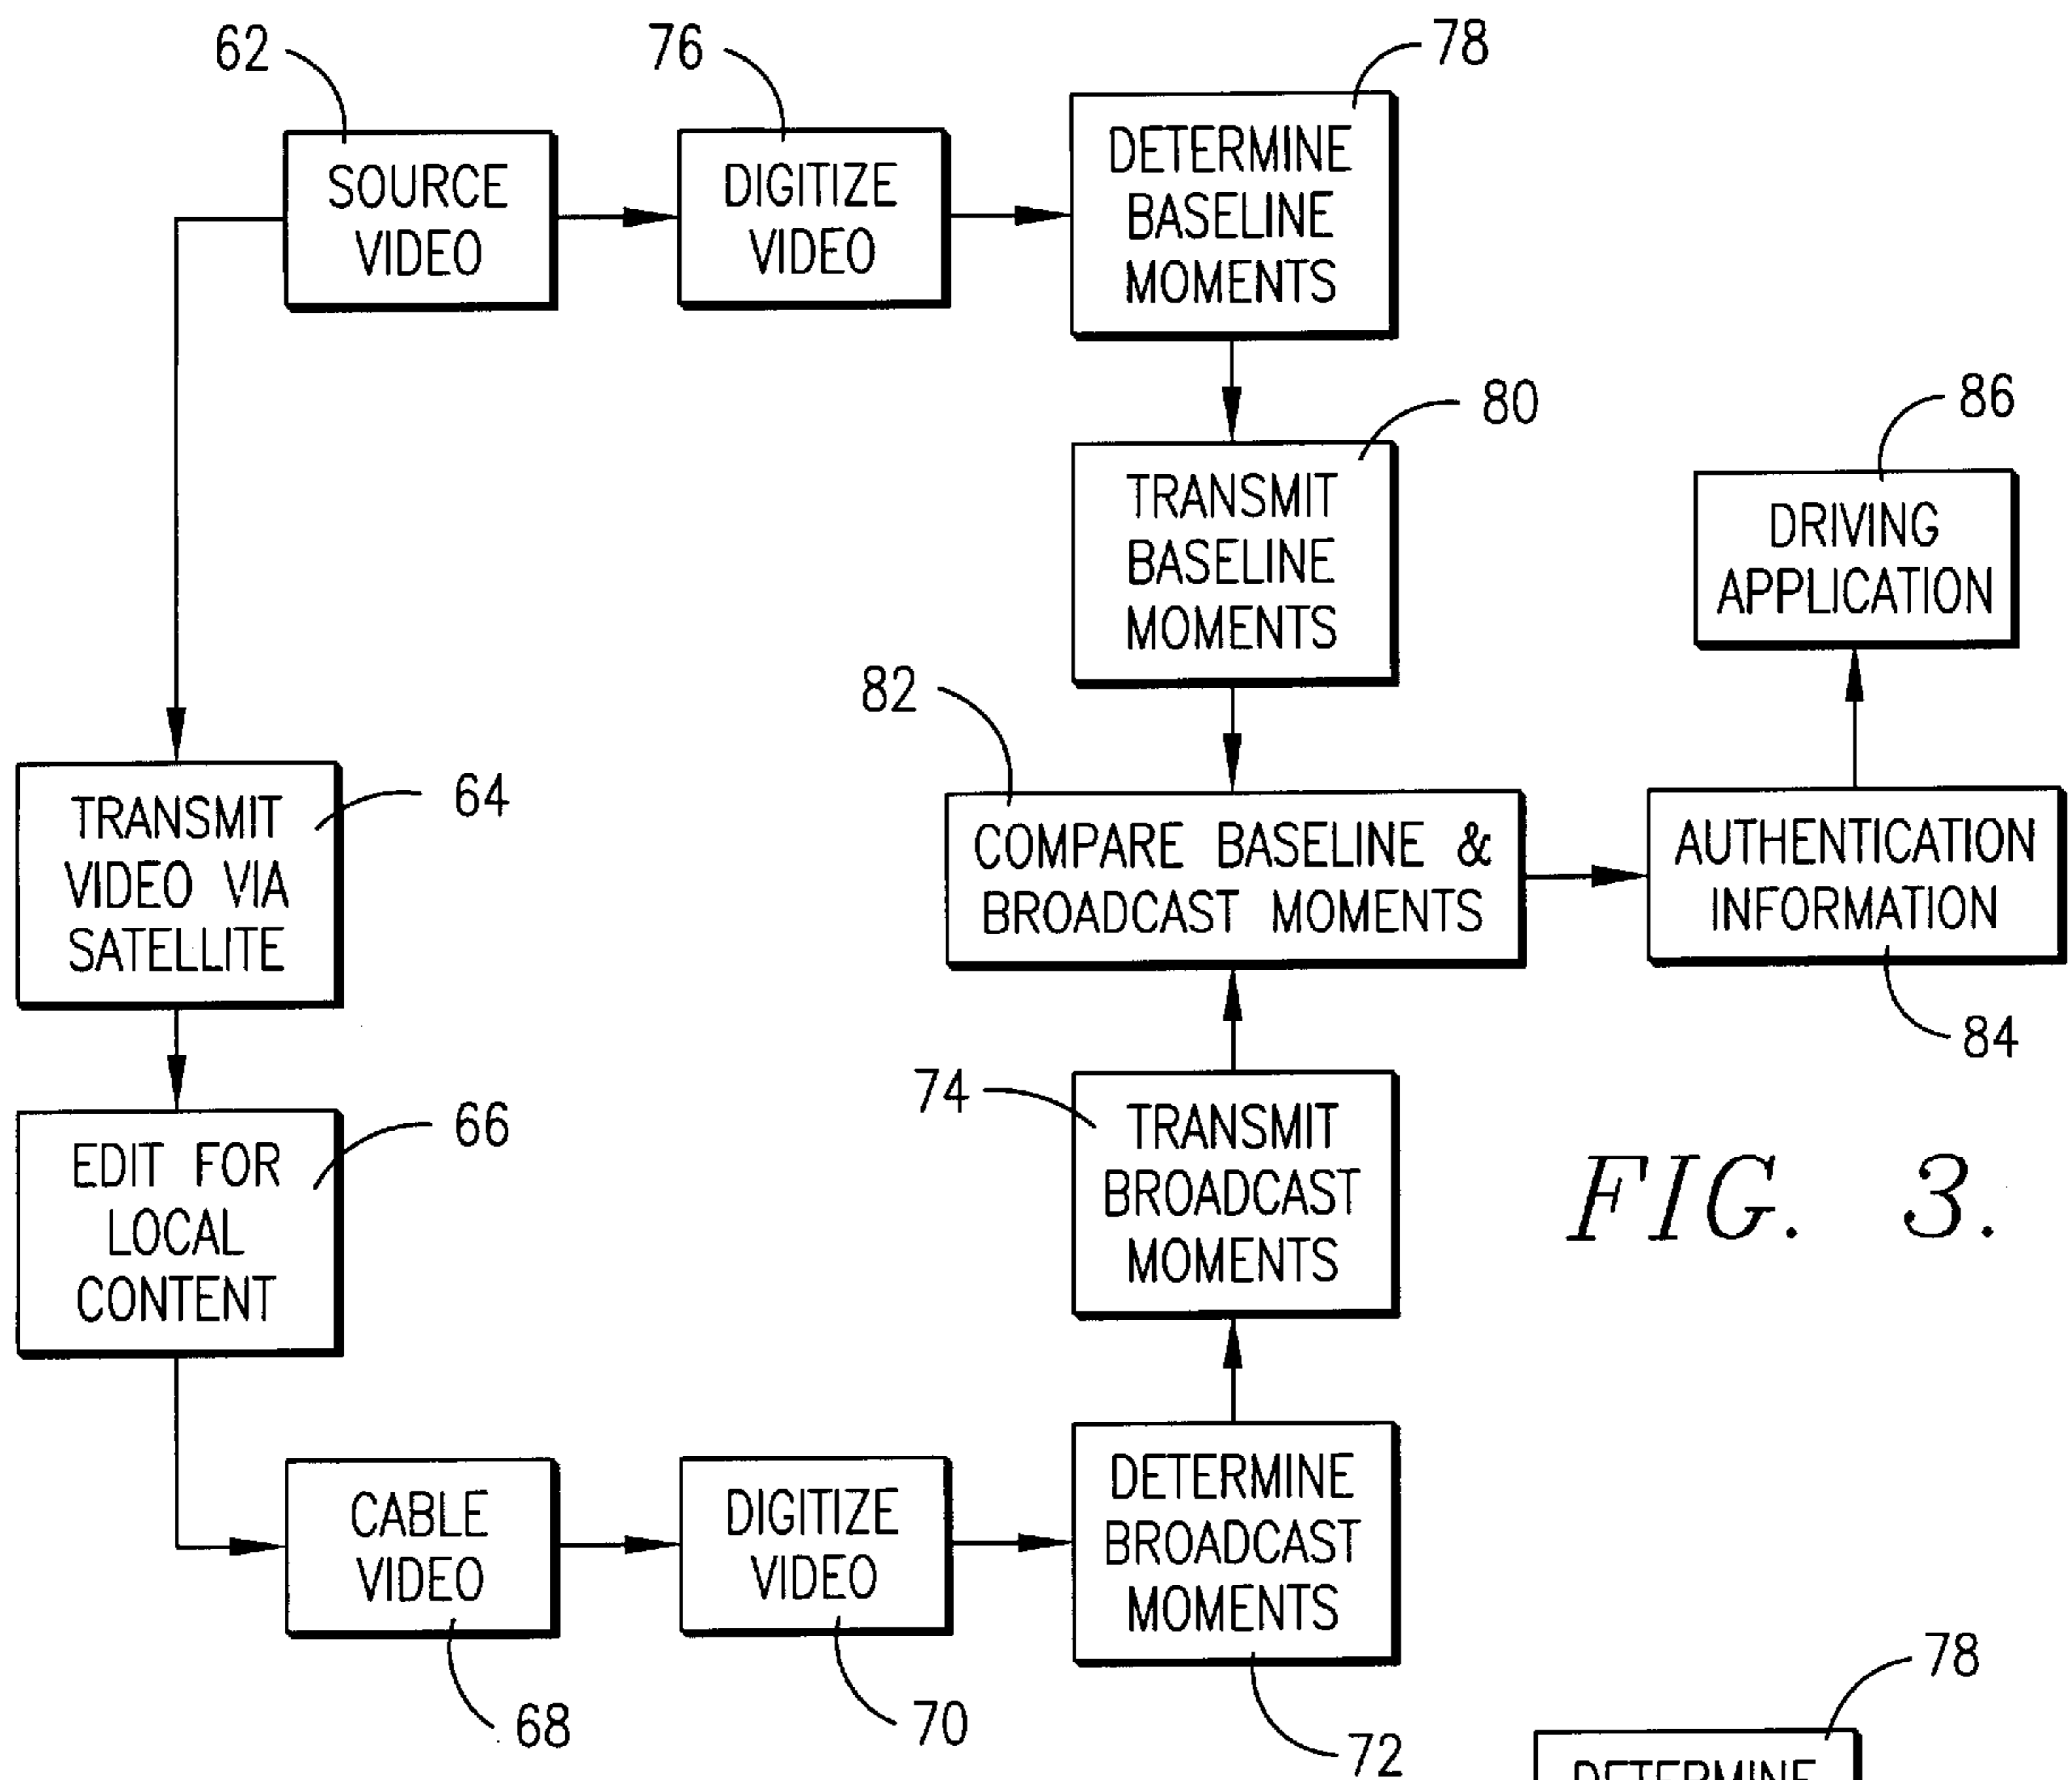 62
76
78
SOURCE
VIDEO
DIGITIZE
VIDEO
DETERMINE
BASELINE
MOMENTS
80
86
TRANSMIT
BASELINE
MOMENTS
DRIVING
APPLICATION
82
64
TRANSMIT
VIDEO VIA
SATELLITE
COMPARE BASELINE &
BROADCAST MOMENTS
AUTHENTICATION
INFORMATION
84
74
66
EDIT FOR
LOCAL
CONTENT
TRANSMIT
BROADCAST
MOMENTS
FIG. 3.
CABLE
VIDEO
DIGITIZE
VIDEO
DETERMINE
BROADCAST
MOMENTS
68
70
72
78
DETERMINE